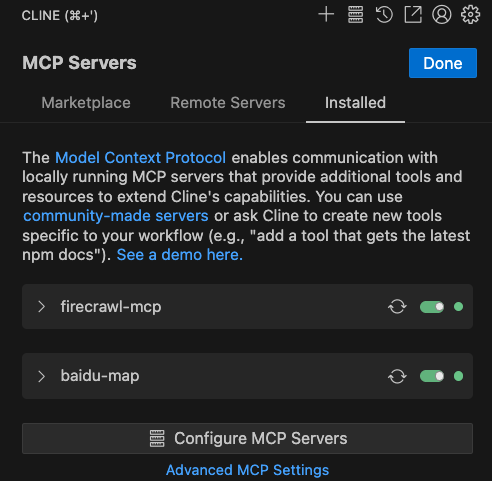 CLINE (⌘+')
MCP Servers
Done
Marketplace
Remote Servers
Installed
The Model Context Protocol enables communication with
locally running MCP servers that provide additional tools and
resources to extend Cline's capabilities. You can use
community-made servers or ask Cline to create new tools
specific to your workflow (e.g., "add a tool that gets the latest
npm docs"). See a demo here.
firecrawl-mcp
baidu-map
Configure MCP Servers
Advanced MCP Settings